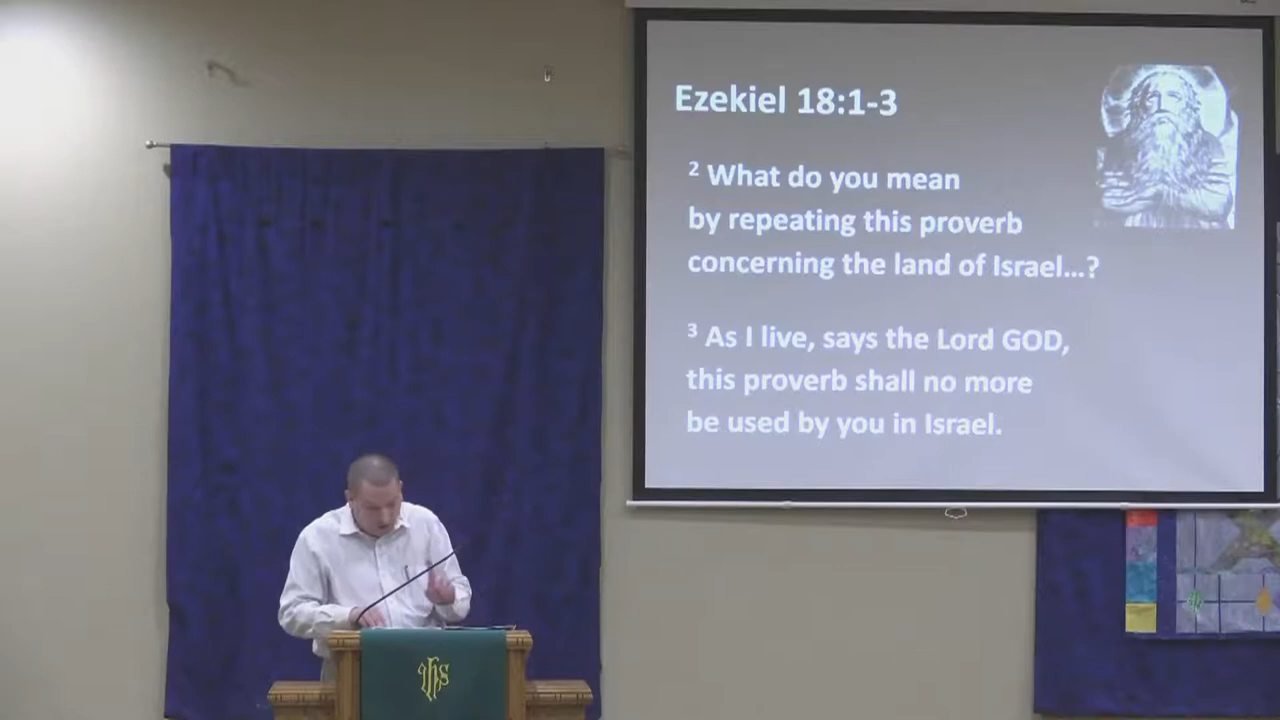 Ezekiel 18:1-3
² What do you mean
by repeating this proverb
concerning the land of Israel...?
³ As I live, says the Lord GOD,
this proverb shall no more
be used by you in Israel.
IHS